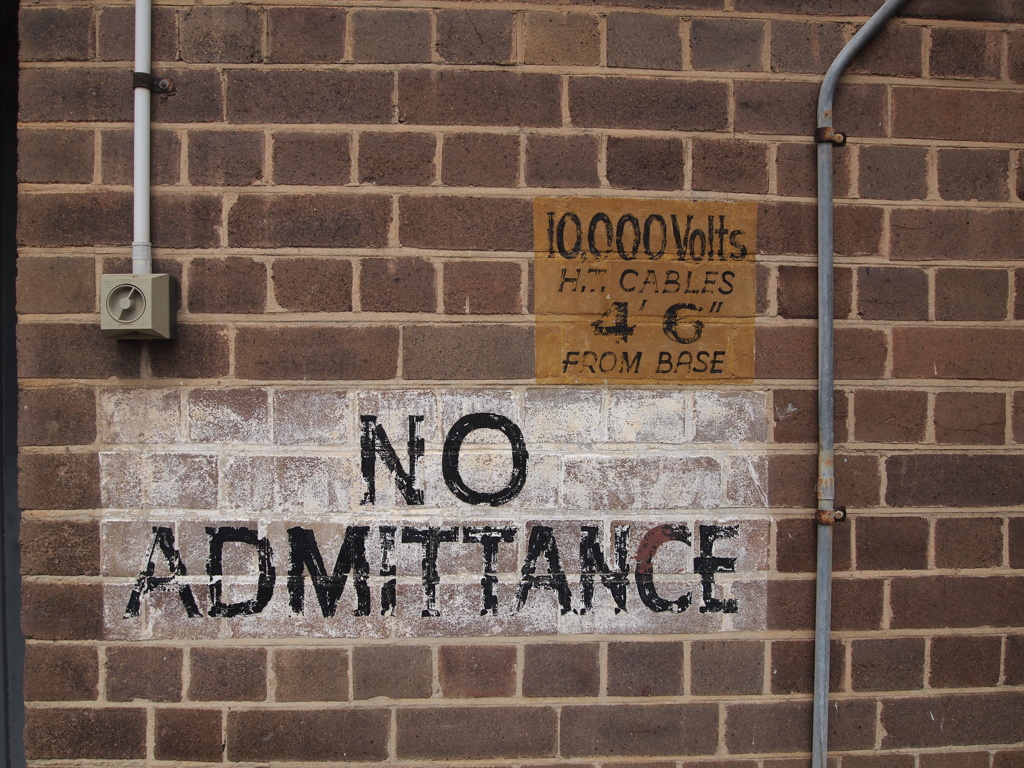 10,000 Volts
H.T. CABLES
4' 6"
FROM BASE
NO
ADMITTANCE